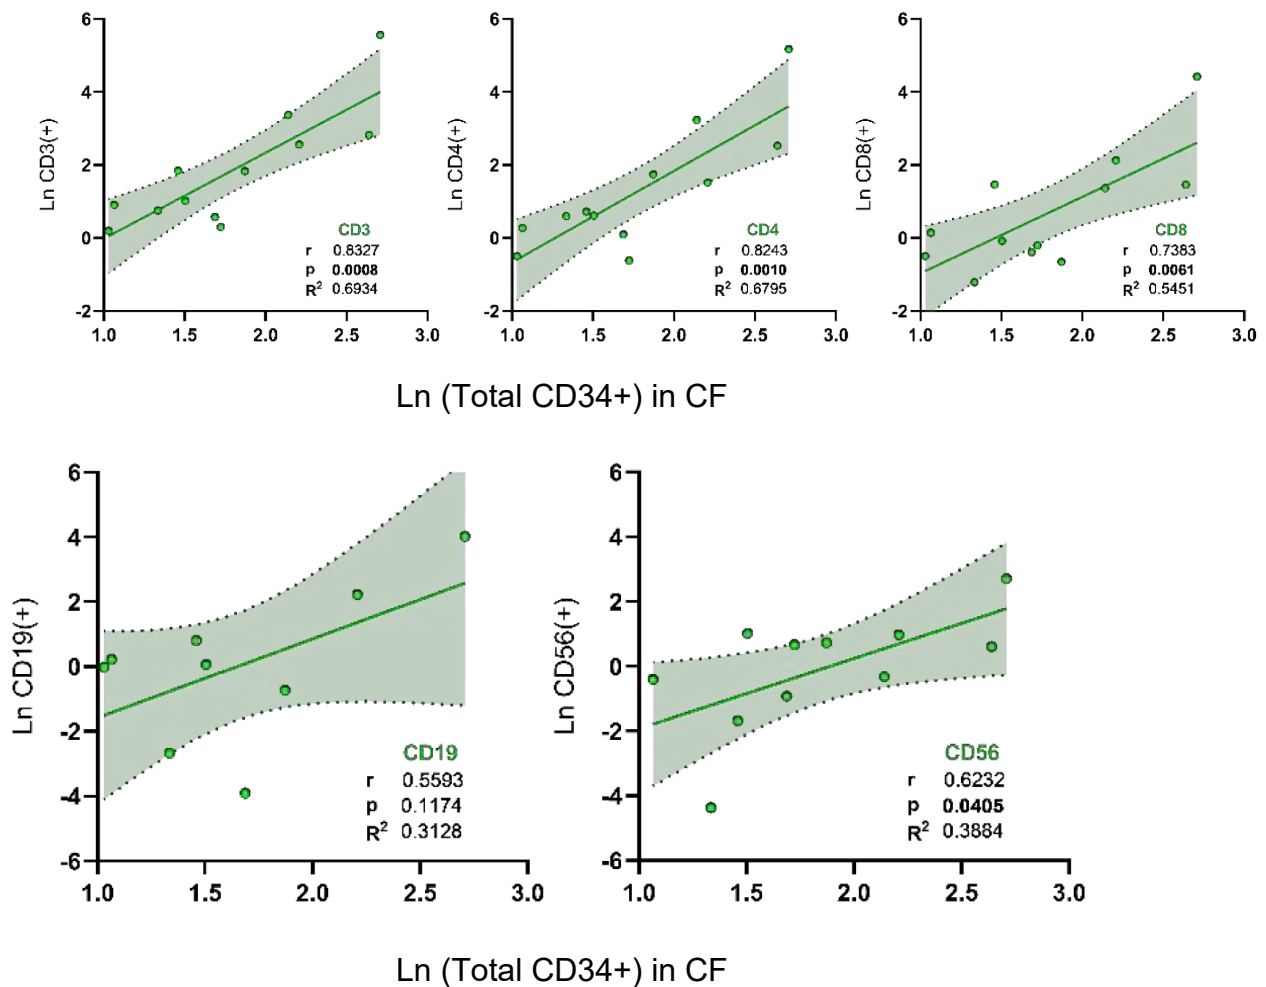 6
4
2
0
-2
Ln CD3(+)
CD3
r 0.8327
p 0.0008
R² 0.6934
1.0 1.5 2.0 2.5 3.0
6
4
2
0
-2
Ln CD4(+)
CD4
r 0.8243
p 0.0010
R² 0.6795
1.0 1.5 2.0 2.5 3.0
6
4
2
0
-2
Ln CD8(+)
CD8
r 0.7383
p 0.0061
R² 0.5451
1.0 1.5 2.0 2.5 3.0
Ln (Total CD34+) in CF
6
4
2
0
-2
-4
-6
Ln CD19(+)
CD19
r 0.5593
p 0.1174
R² 0.3128
1.0 1.5 2.0 2.5 3.0
6
4
2
0
-2
-4
-6
Ln CD56(+)
CD56
r 0.6232
p 0.0405
R² 0.3884
1.0 1.5 2.0 2.5 3.0
Ln (Total CD34+) in CF